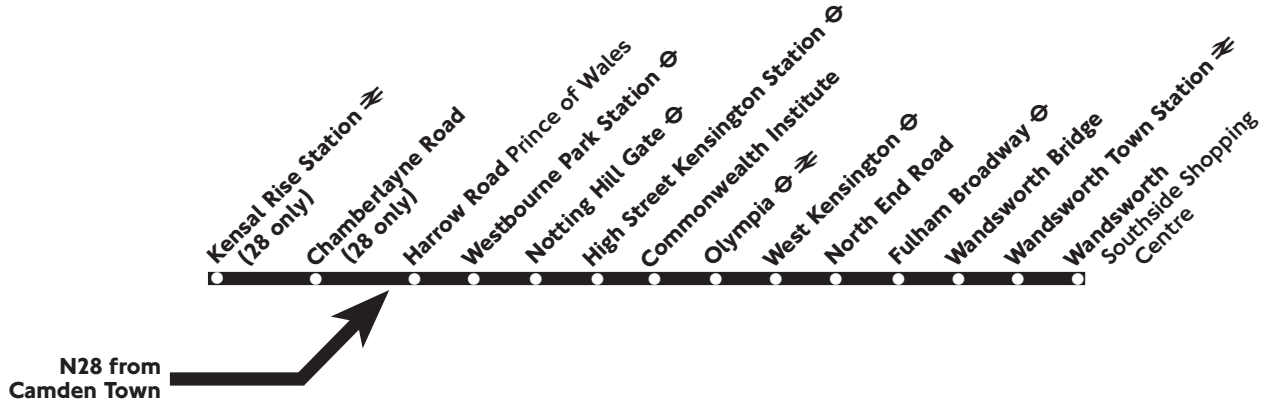 Kensal Rise Station
(28 only)
Chamberlayne Road
(28 only)
Harrow Road Prince of Wales
Westbourne Park Station
Notting Hill Gate
High Street Kensington Station
Commonwealth Institute
Olympia
West Kensington
North End Road
Fulham Broadway
Wandsworth Bridge
Wandsworth Town Station
Wandsworth
Southside Shopping
Centre
N28 from
Camden Town